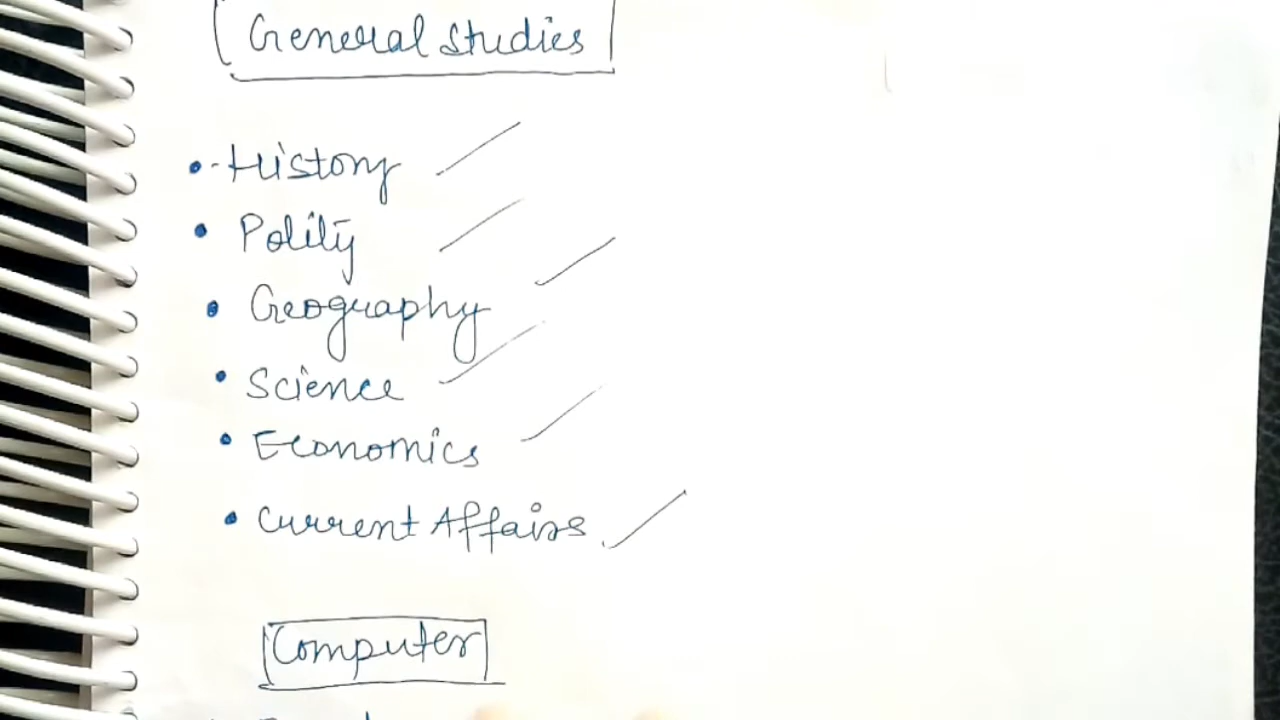 General Studies
History
Polity
Geography
Science
Economics
Current Affairs
Computer